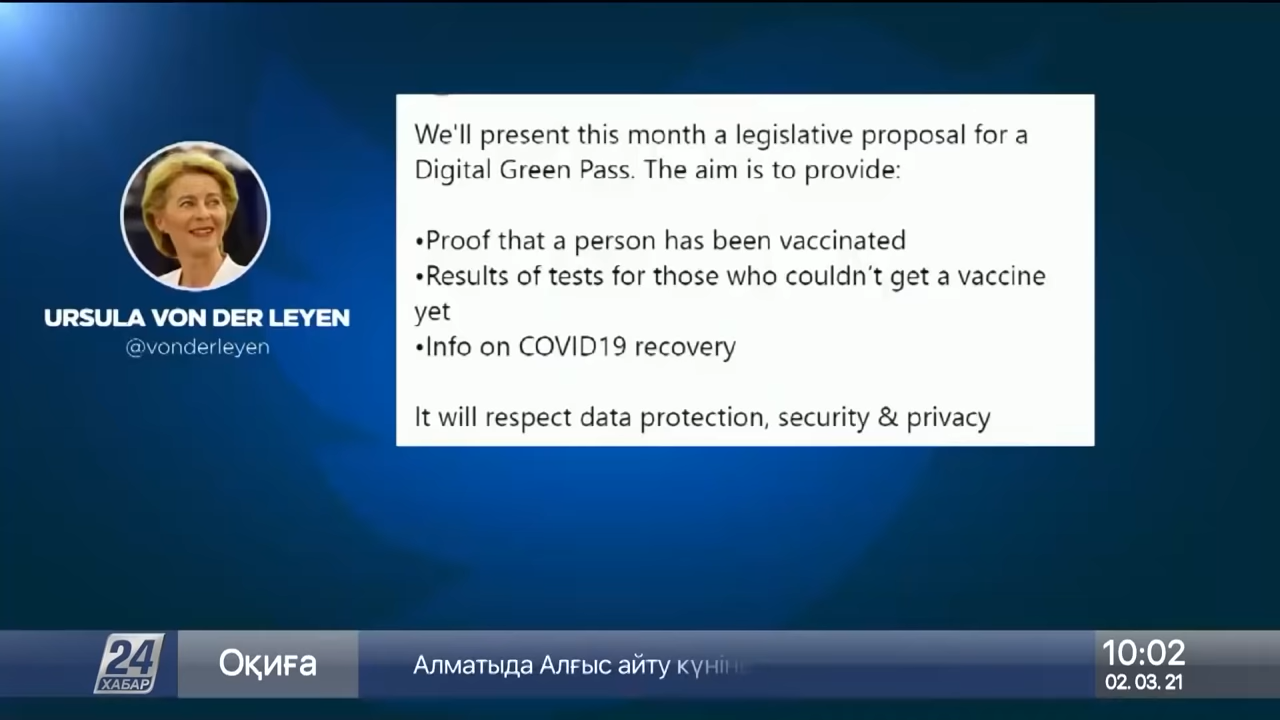 We'll present this month a legislative proposal for a
Digital Green Pass. The aim is to provide:
•Proof that a person has been vaccinated
•Results of tests for those who couldn't get a vaccine
yet
•Info on COVID19 recovery
It will respect data protection, security & privacy
URSULA VON DER LEYEN
@vonderleyen
24
ХАБАР
Оқиға
Алматыда Алғыс айту
10:02
02. 03. 21